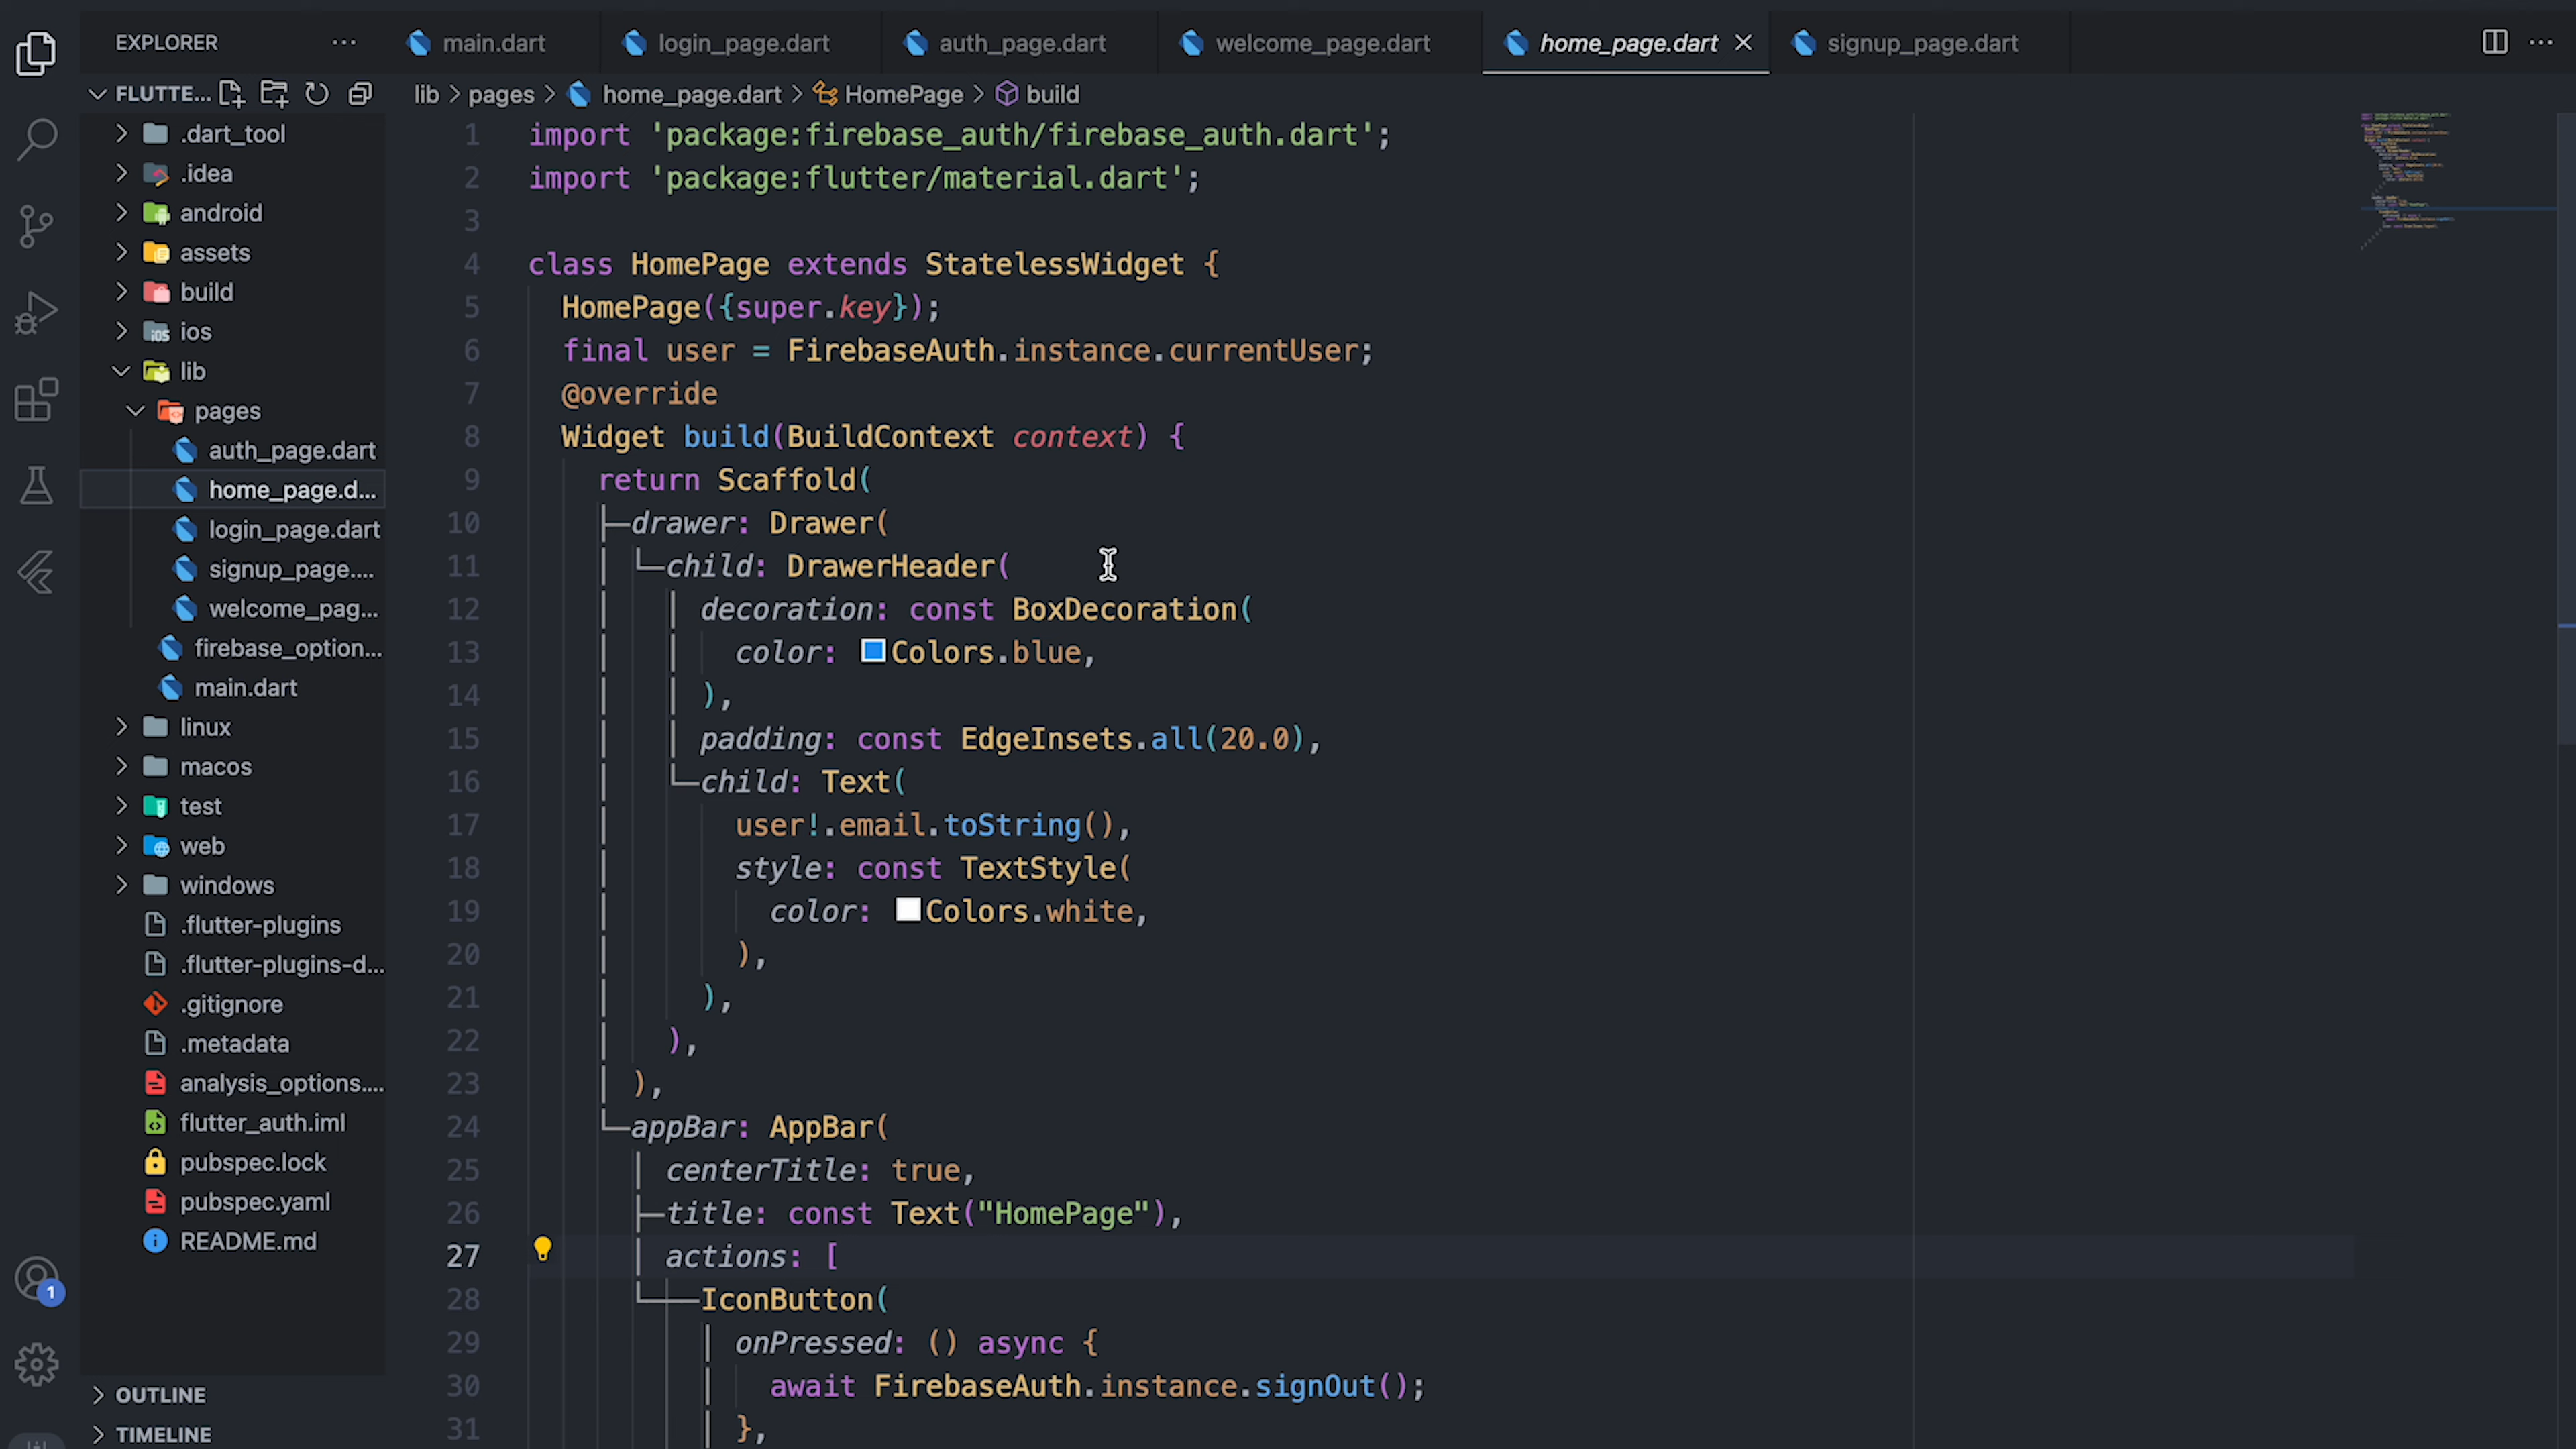 EXPLORER
main.dart
login_page.dart
auth_page.dart
welcome_page.dart
home_page.dart
signup_page.dart
FLUTTE...
lib > pages > home_page.dart > HomePage > build
.dart_tool
.idea
android
assets
build
ios
lib
pages
auth_page.dart
home_page.d...
login_page.dart
signup_page....
welcome_pag...
firebase_option...
main.dart
linux
macos
test
web
windows
.flutter-plugins
.flutter-plugins-d...
.gitignore
.metadata
analysis_options....
flutter_auth.iml
pubspec.lock
pubspec.yaml
README.md
OUTLINE
TIMELINE
1
1 import 'package:firebase_auth/firebase_auth.dart';
2 import 'package:flutter/material.dart';
3
4 class HomePage extends StatelessWidget {
5 HomePage({super.key});
6 final user = FirebaseAuth.instance.currentUser;
7 @override
8 Widget build(BuildContext context) {
9 return Scaffold(
10 drawer: Drawer(
11 child: DrawerHeader(
12 decoration: const BoxDecoration(
13 color: Colors.blue,
14 ),
15 padding: const EdgeInsets.all(20.0),
16 child: Text(
17 user!.email.toString(),
18 style: const TextStyle(
19 color: Colors.white,
20 ),
21 ),
22 ),
23 ),
24 appBar: AppBar(
25 centerTitle: true,
26 title: const Text("HomePage"),
27 actions: [
28 IconButton(
29 onPressed: () async {
30 await FirebaseAuth.instance.signOut();
31 },